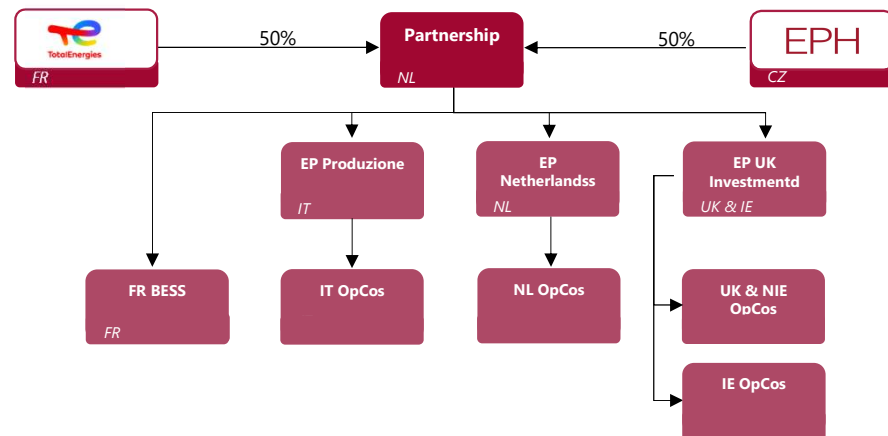 TotalEnergies
FR
50%
Partnership
NL
50%
EPH
CZ
EP Produzione
IT
EP
Netherlandss
NL
EP UK
Investmentd
UK & IE
FR BESS
FR
IT OpCos
NL OpCos
UK & NIE
OpCos
IE OpCos